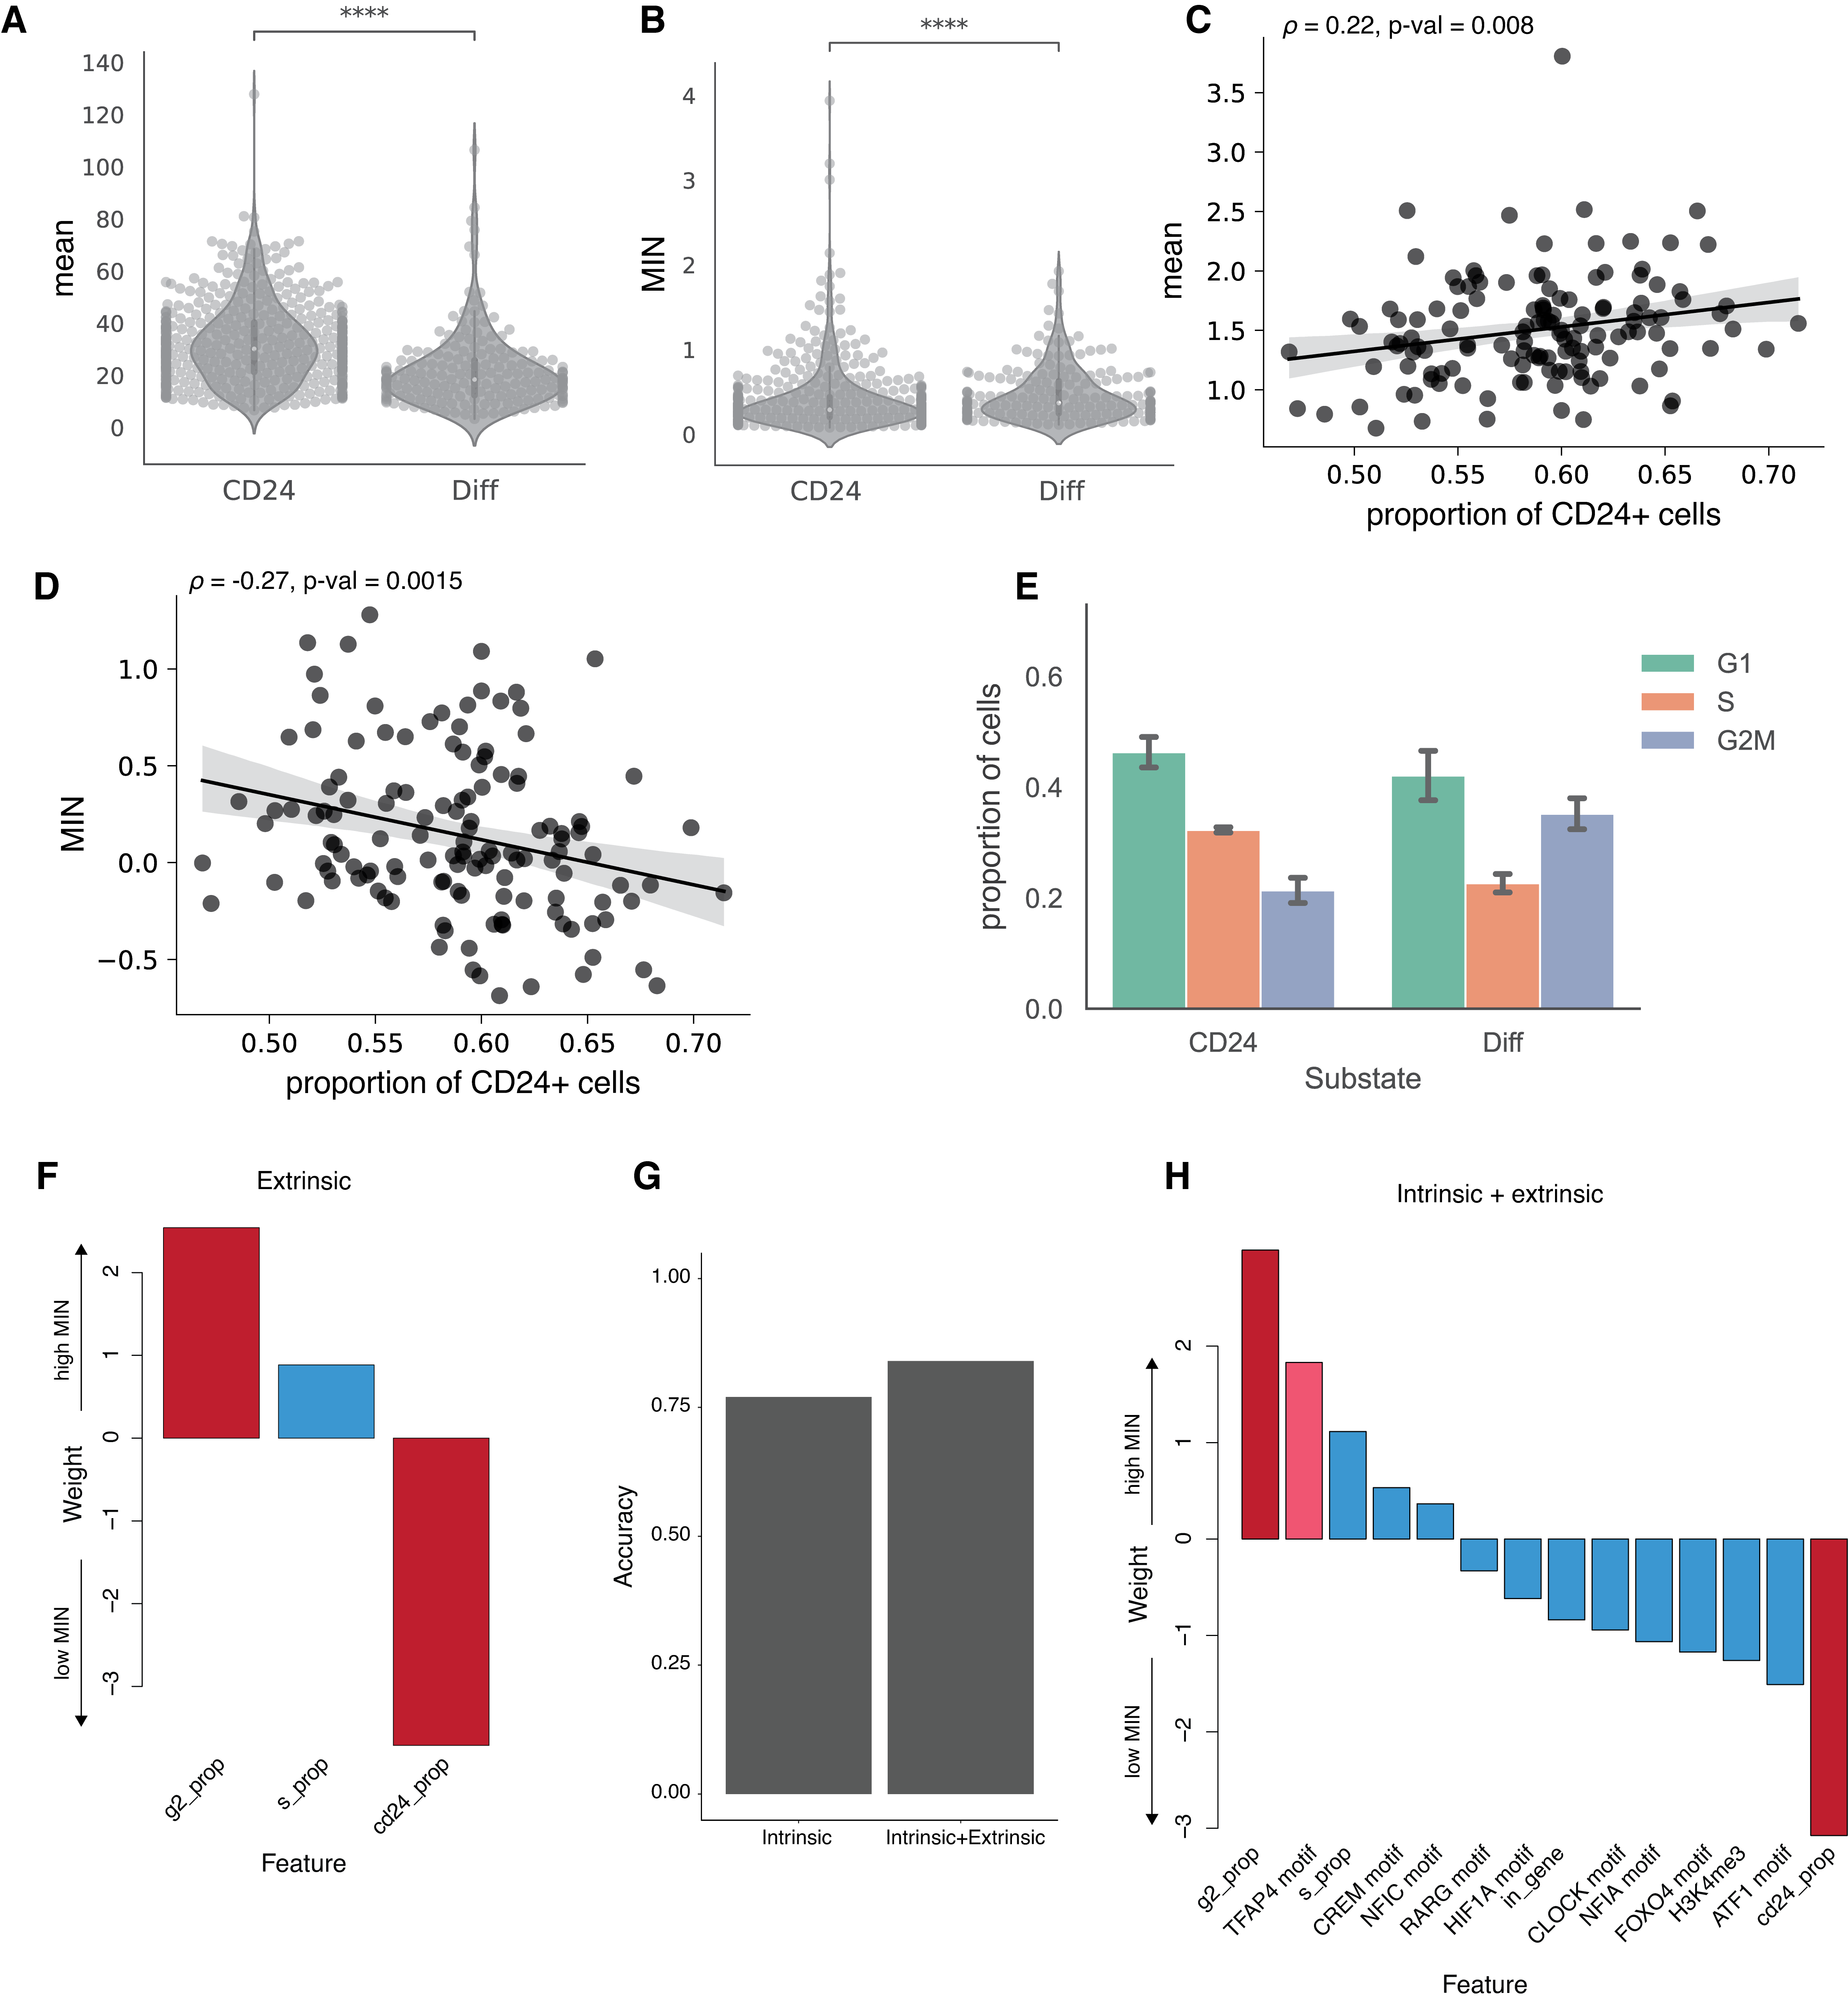 A
****
mean
140
120
100
80
60
40
20
0
CD24
Diff
B
****
MIN
4
3
2
1
0
CD24
Diff
C
ρ = 0.22, p-val = 0.008
mean
3.5
3.0
2.5
2.0
1.5
1.0
0.50
0.55
0.60
0.65
0.70
proportion of CD24+ cells
D
ρ = -0.27, p-val = 0.0015
MIN
1.0
0.5
0.0
−0.5
0.50
0.55
0.60
0.65
0.70
proportion of CD24+ cells
E
proportion of cells
0.6
0.4
0.2
0.0
CD24
Diff
Substate
G1
S
G2M
F
Extrinsic
high MIN
Weight
low MIN
2
1
0
−1
−2
−3
g2_prop
s_prop
cd24_prop
Feature
G
Accuracy
1.00
0.75
0.50
0.25
0.00
Intrinsic
Intrinsic+Extrinsic
H
Intrinsic + extrinsic
high MIN
Weight
low MIN
2
1
0
−1
−2
−3
g2_prop
TFAP4 motif
s_prop
CREM motif
NFIC motif
RARG motif
HIF1A motif
in_gene
CLOCK motif
NFIA motif
FOXO4 motif
H3K4me3
ATF1 motif
cd24_prop
Feature